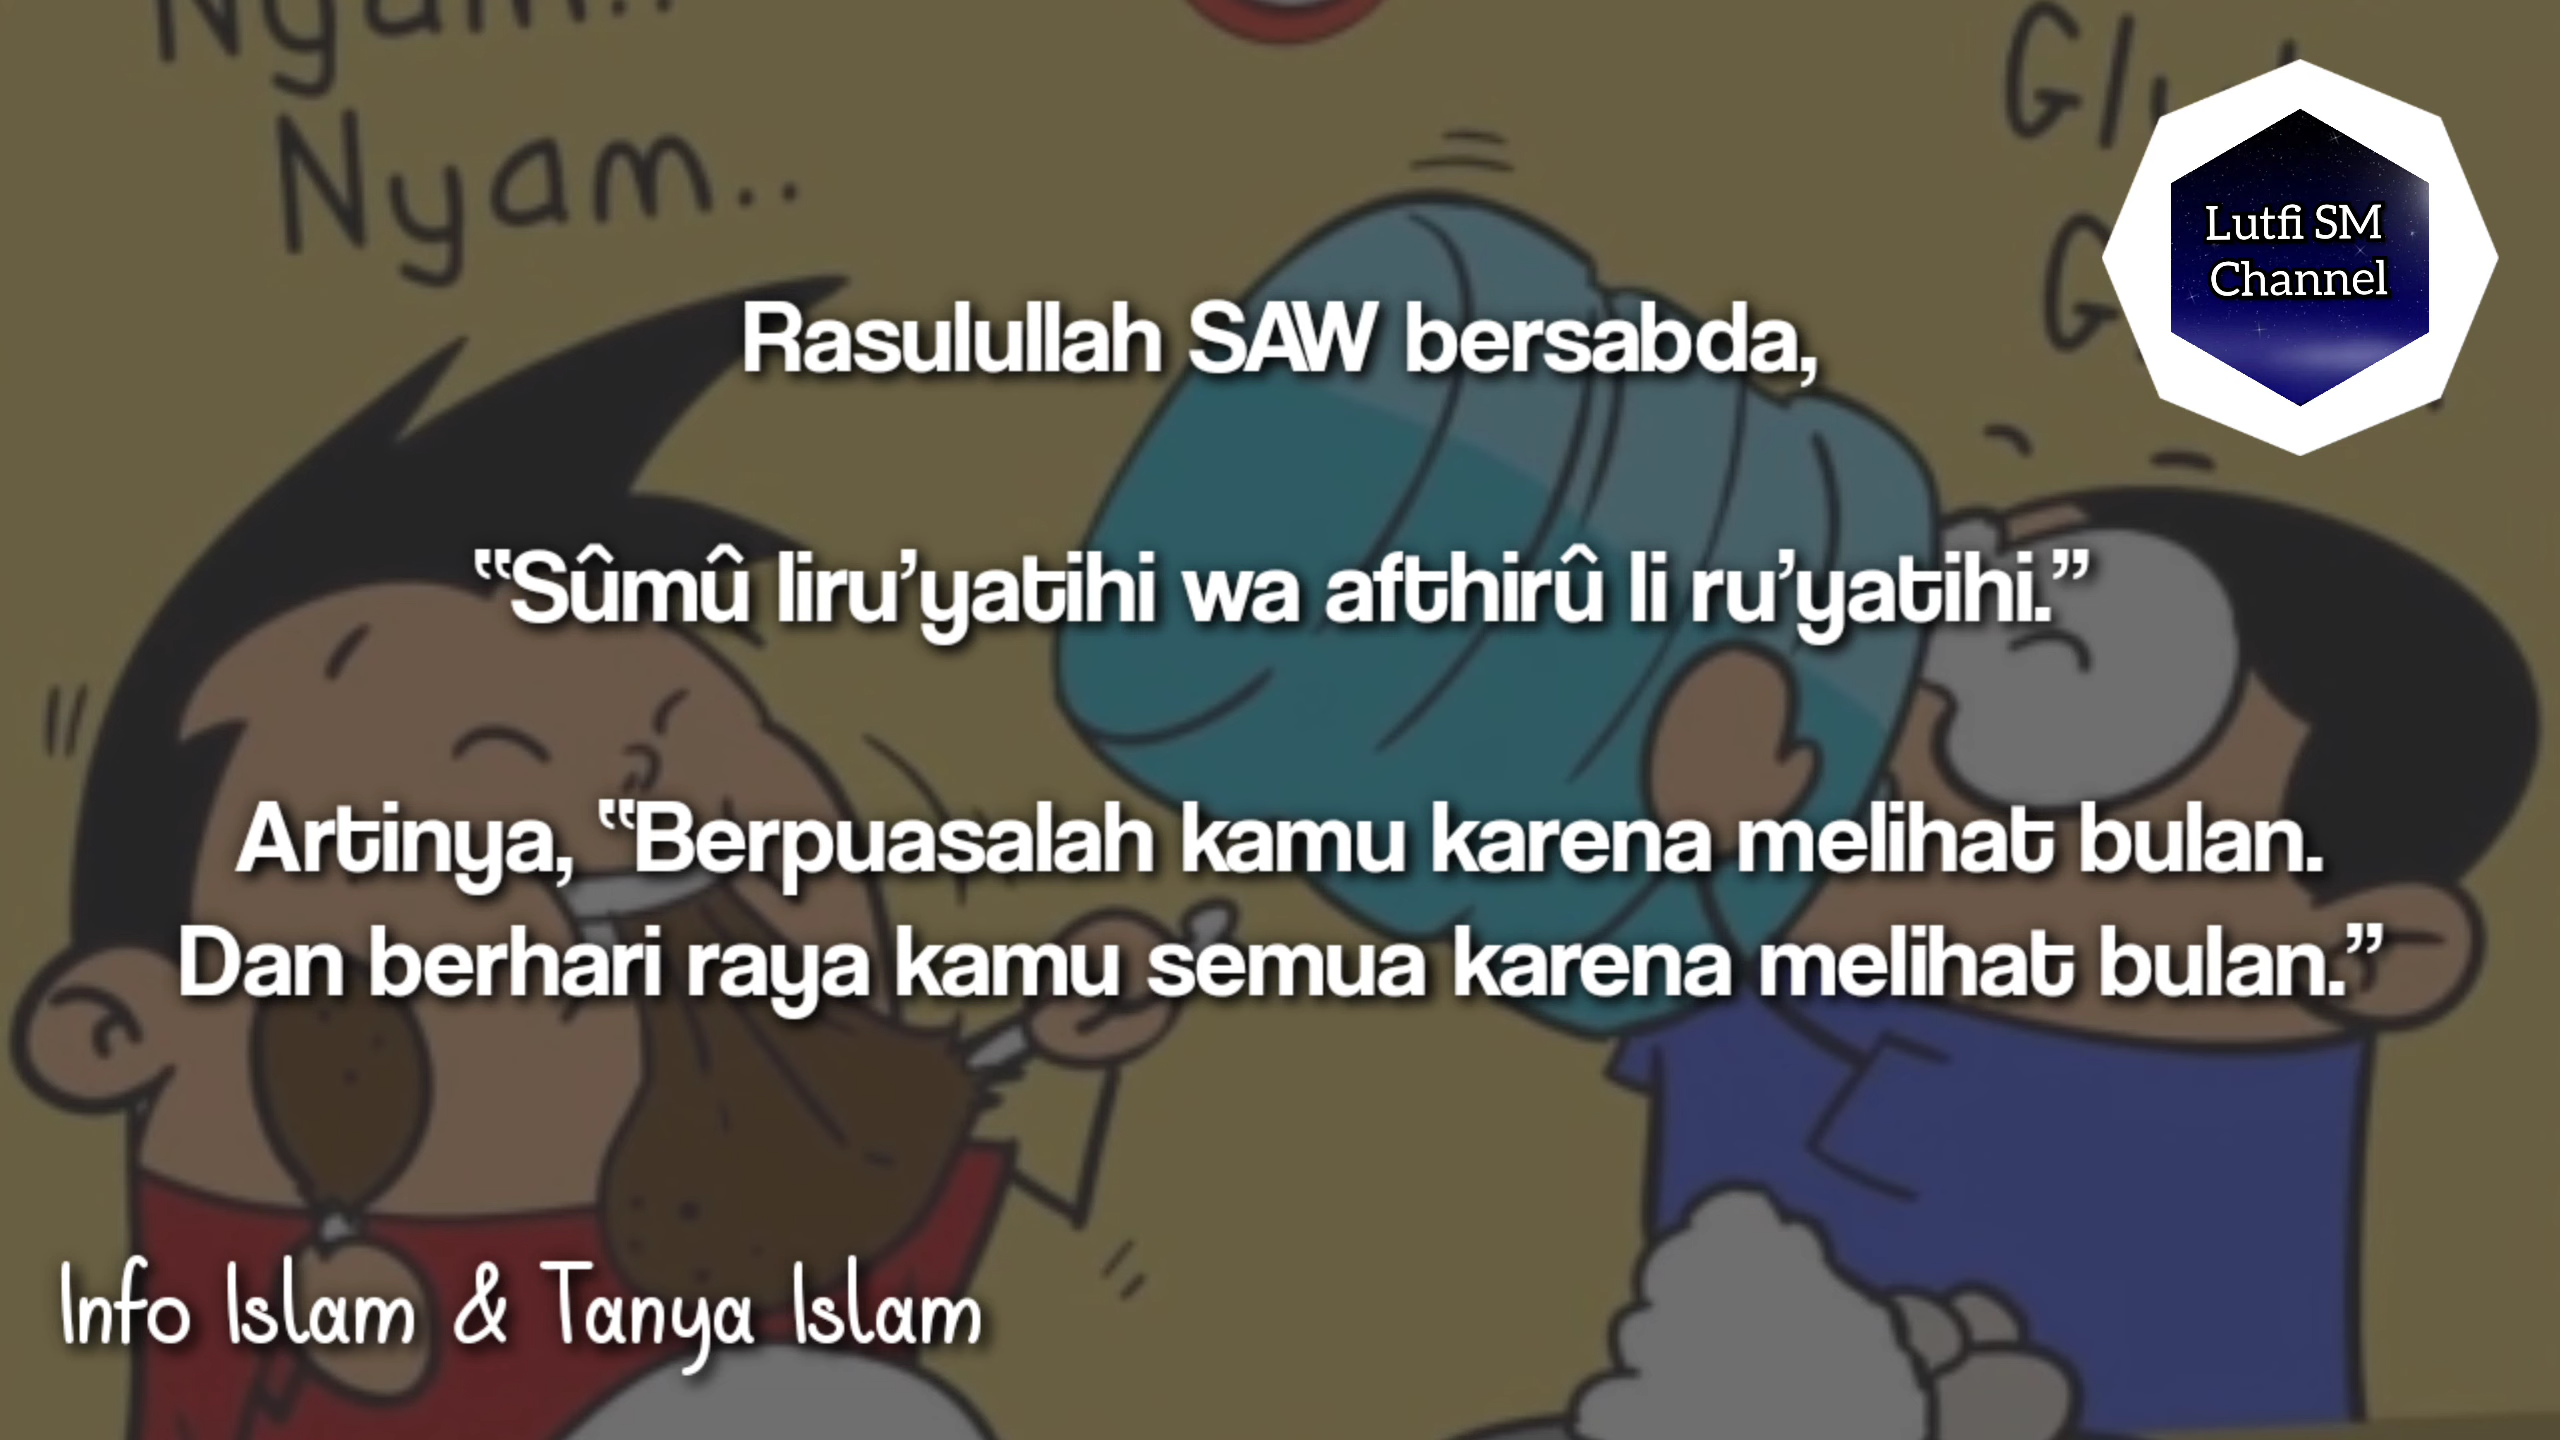 Nyam..
Nyam..
Lutfi SM
Channel
Rasulullah SAW bersabda,
“Sûmû liru’yatihi wa afthirû li ru’yatihi.”
Artinya, “Berpuasalah kamu karena melihat bulan.
Dan berhari raya kamu semua karena melihat bulan.”
Info Islam & Tanya Islam